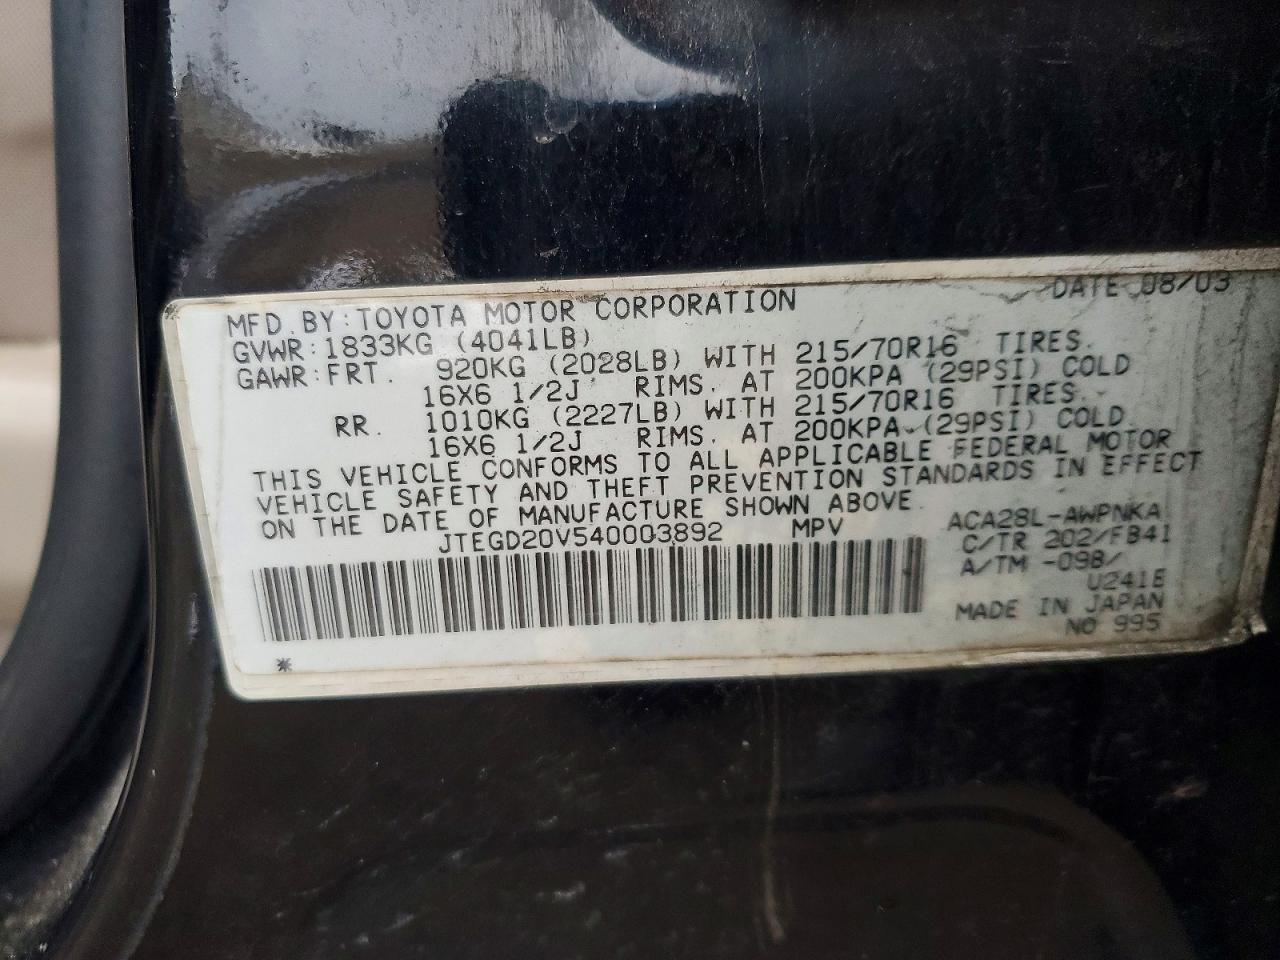 DATE 08/03
MFD. BY: TOYOTA MOTOR CORPORATION
GVWR: 1833KG (4041LB)
GAWR: FRT. 920KG (2028LB) WITH 215/70R16 TIRES.
16X6 1/2J RIMS. AT 200KPA (29PSI) COLD
RR. 1010KG (2227LB) WITH 215/70R16 TIRES.
16X6 1/2J RIMS. AT 200KPA (29PSI) COLD.
THIS VEHICLE CONFORMS TO ALL APPLICABLE FEDERAL MOTOR
VEHICLE SAFETY AND THEFT PREVENTION STANDARDS IN EFFECT
ON THE DATE OF MANUFACTURE SHOWN ABOVE.
JTEGD20V540003892 MPV
ACA28L-AWPNKA
C/TR 202/FB41
A/TM -09B/
U241E
MADE IN JAPAN
NO 995
*